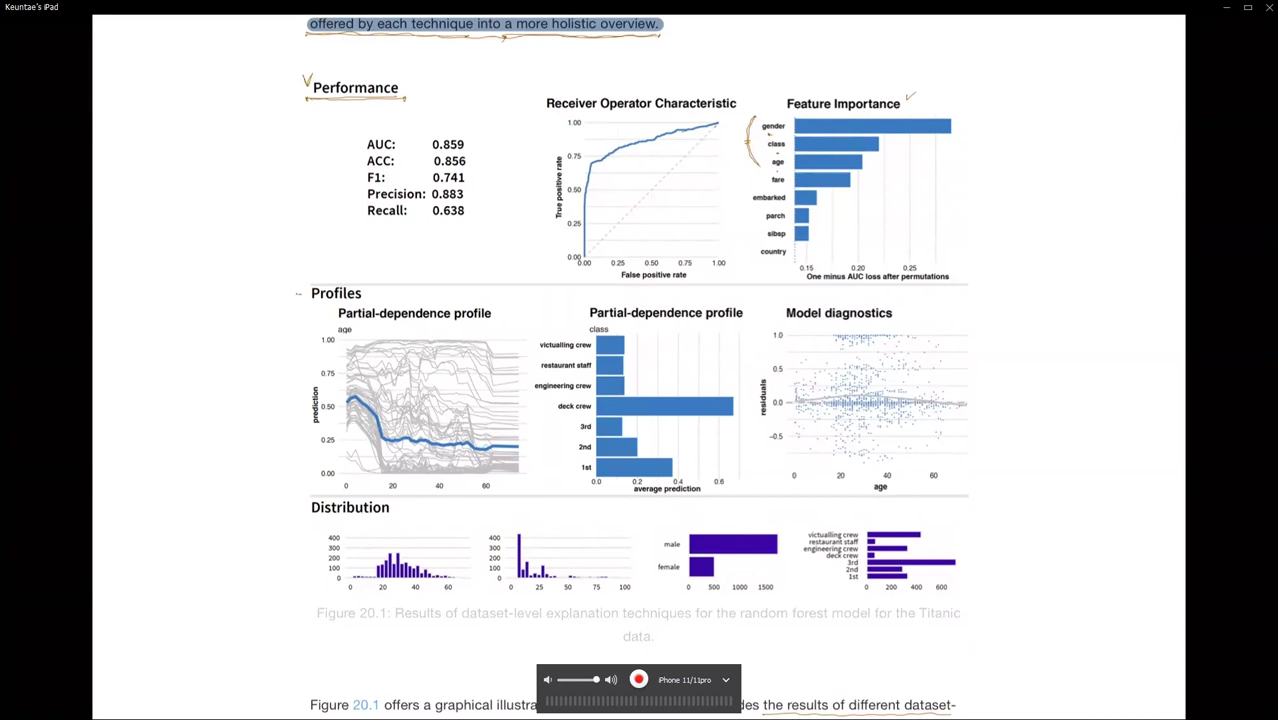 Keuntae's iPad
offered by each technique into a more holistic overview.
Performance
AUC: 0.859
ACC: 0.856
F1: 0.741
Precision: 0.883
Recall: 0.638
Receiver Operator Characteristic
1.00
0.75
0.50
0.25
0.00
True positive rate
0.00 0.25 0.50 0.75 1.00
False positive rate
Feature Importance
gender
class
age
fare
embarked
parch
sibsp
country
0.15 0.20 0.25
One minus AUC loss after permutations
Profiles
Partial-dependence profile
age
1.00
0.75
0.50
0.25
0.00
prediction
0 20 40 60
Partial-dependence profile
class
victualling crew
restaurant staff
engineering crew
deck crew
3rd
2nd
1st
0.0 0.2 0.4 0.6
average prediction
Model diagnostics
1.0
0.5
0.0
-0.5
residuals
0 20 40 60
age
Distribution
400
300
200
100
0
0 20 40 60
400
300
200
100
0
0 25 50 75 100
male
female
0 500 1000 1500
victualling crew
restaurant staff
engineering crew
deck crew
3rd
2nd
1st
0 200 400 600
Figure 20.1: Results of dataset-level explanation techniques for the random forest model for the Titanic
data.
iPhone 11/11pro
Figure 20.1 offers a graphical illustra des the results of different dataset-